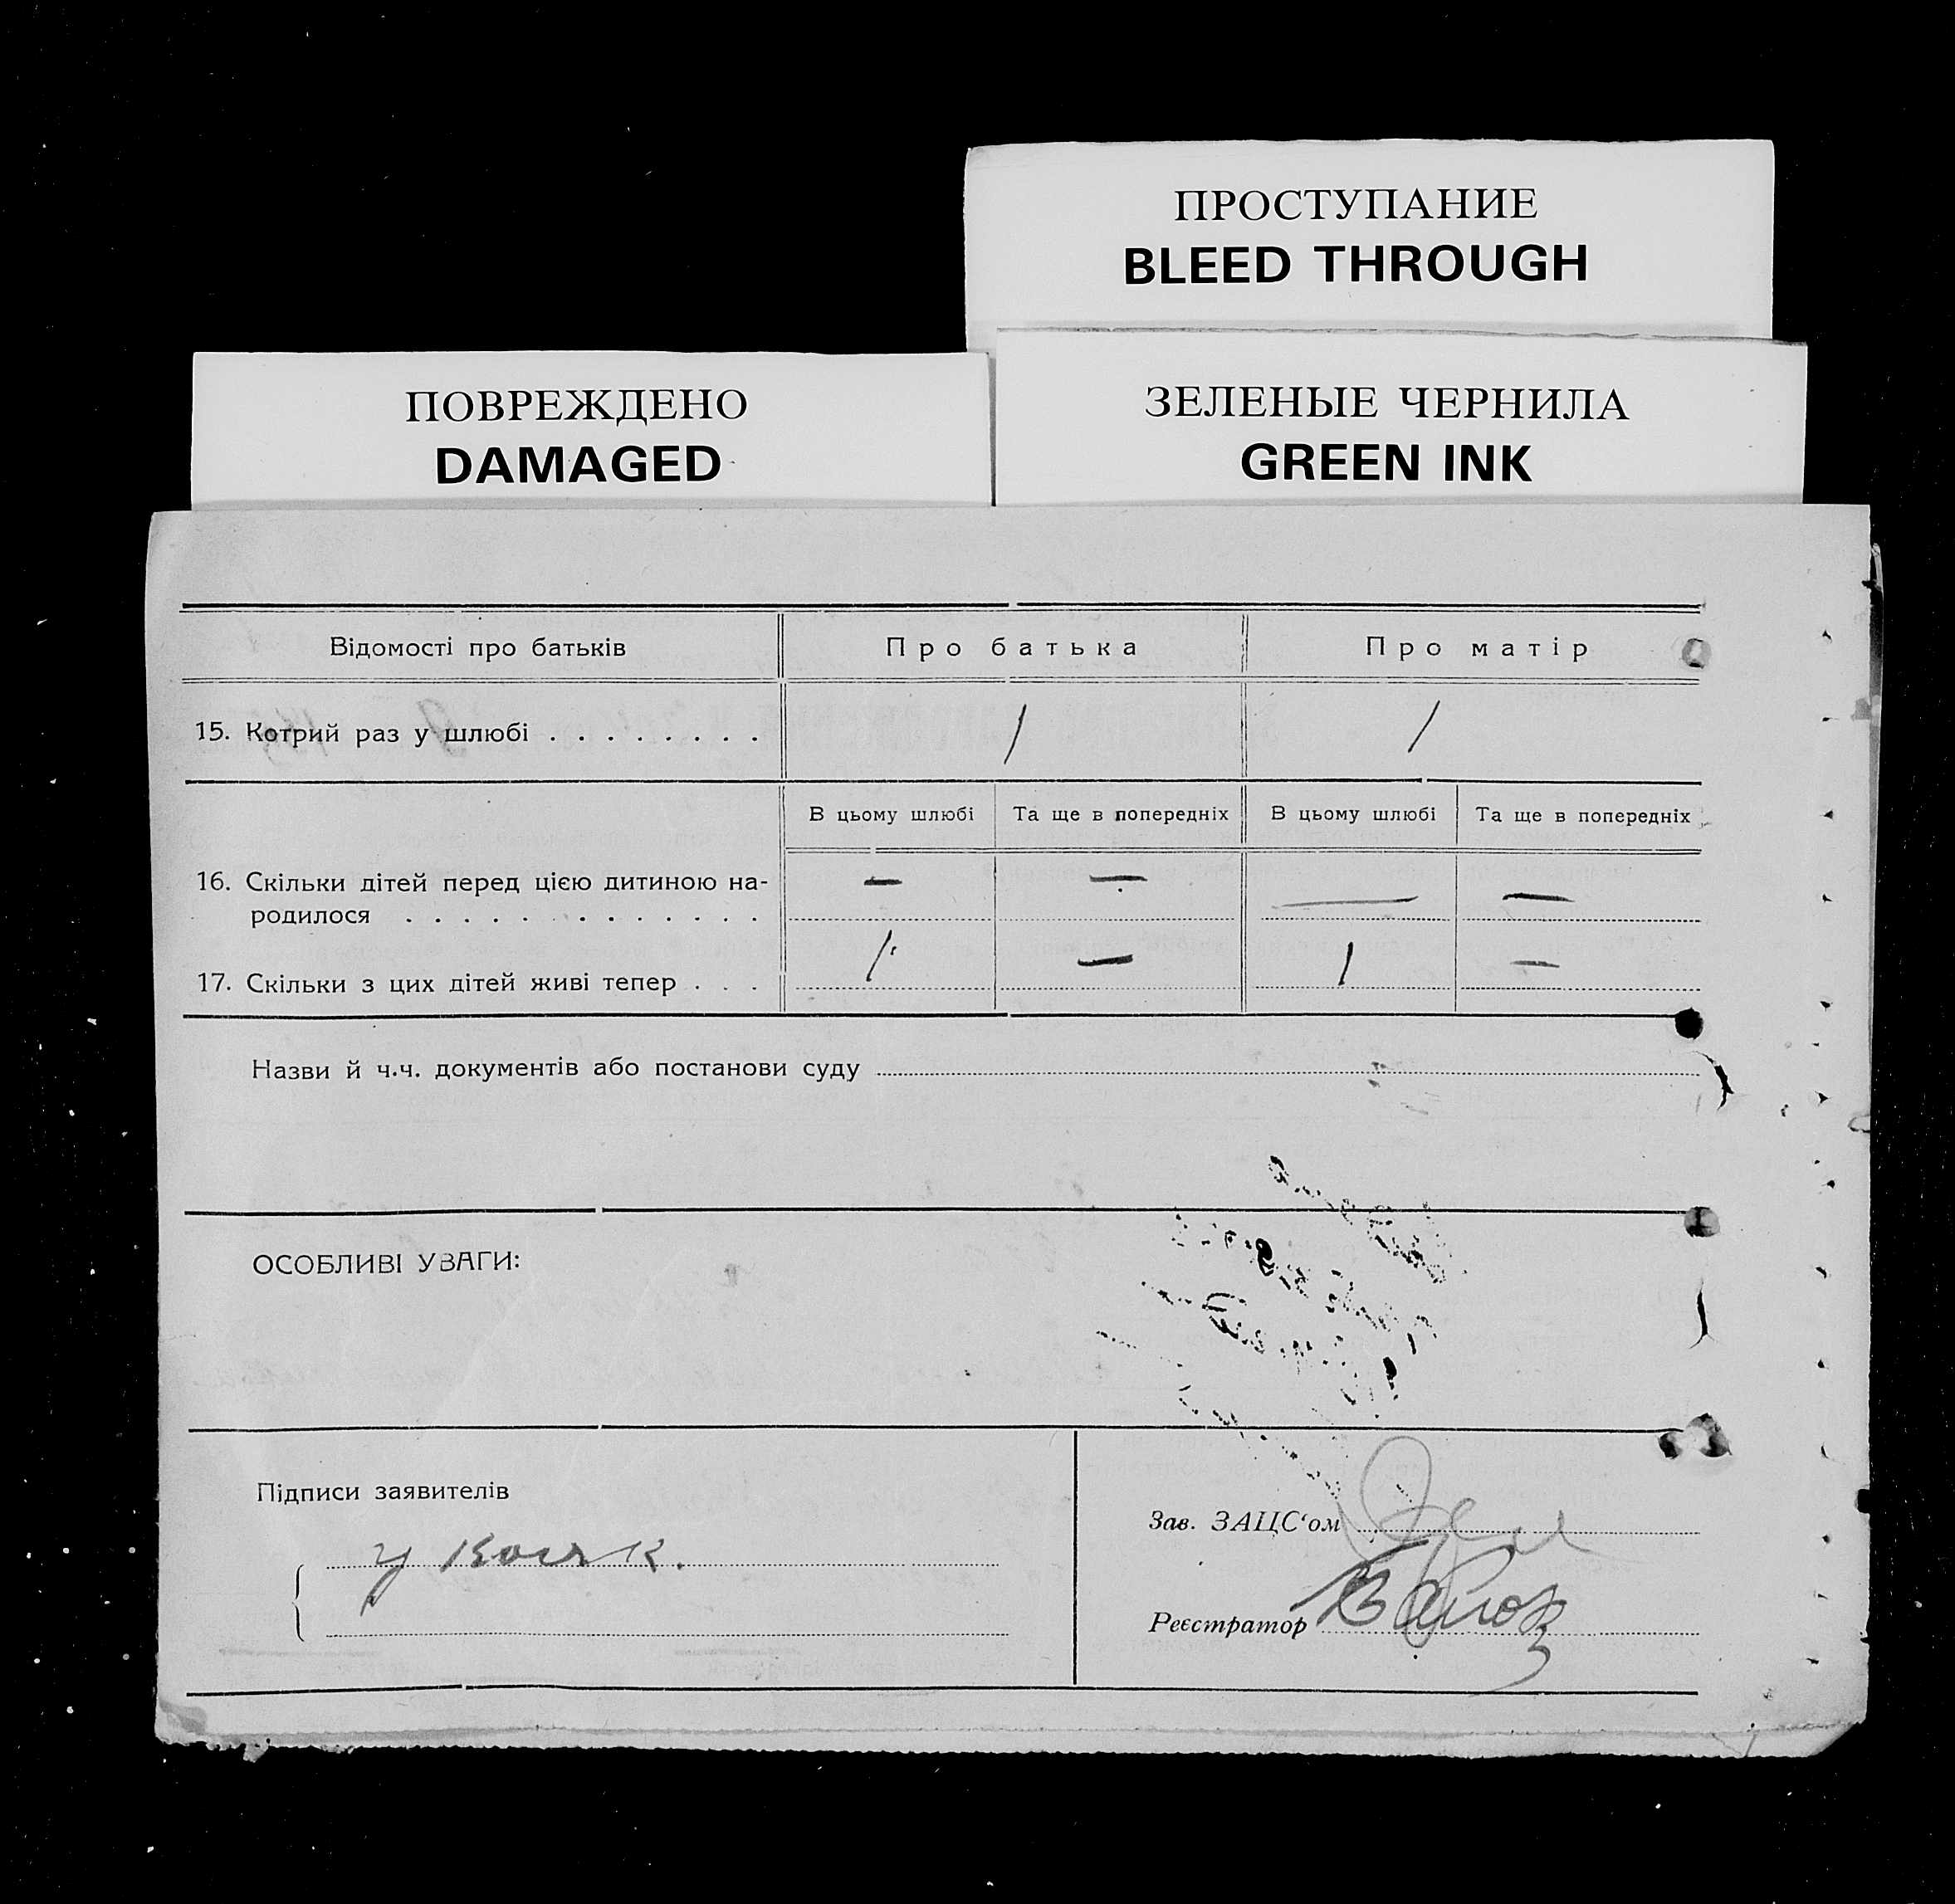 ПРОСТУПАНИЕ
BLEED THROUGH
ПОВРЕЖДЕНО
DAMAGED
ЗЕЛЕНЫЕ ЧЕРНИЛА
GREEN INK
Відомості про батьків Про батька Про матір
15. Котрий раз у шлюбі ........ 1 1
В цьому шлюбі Та ще в попередніх В цьому шлюбі Та ще в попередніх
16. Скільки дітей перед цією дитиною на- — — — —
родилося .............
17. Скільки з цих дітей живі тепер ... 1 — 1 —
Назви й ч.ч. документів або постанови суду
ОСОБЛИВІ УВАГИ:
Підписи заявителів
Зав. ЗАЦС‘ом
Реєстратор